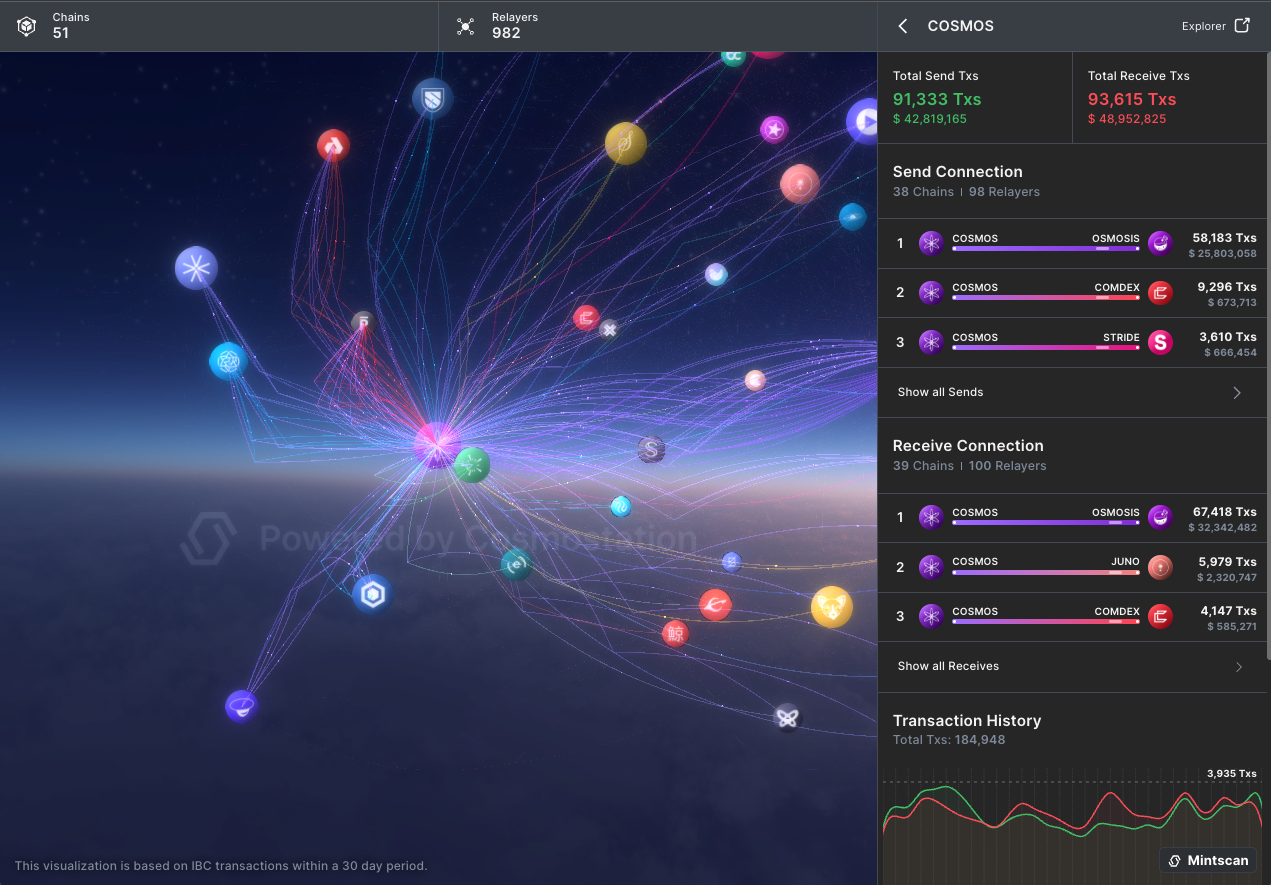 Chains
51
Relayers
982
COSMOS
Explorer
Total Send Txs
91,333 Txs
$ 42,819,165
Total Receive Txs
93,615 Txs
$ 48,952,825
Send Connection
38 Chains | 98 Relayers
1 COSMOS OSMOSIS 58,183 Txs
$ 25,803,058
2 COSMOS COMDEX 9,296 Txs
$ 673,713
3 COSMOS STRIDE S 3,610 Txs
$ 666,454
Show all Sends
Receive Connection
39 Chains | 100 Relayers
1 COSMOS OSMOSIS 67,418 Txs
$ 32,342,482
2 COSMOS JUNO 5,979 Txs
$ 2,320,747
3 COSMOS COMDEX 4,147 Txs
$ 585,271
Show all Receives
Transaction History
Total Txs: 184,948
3,935 Txs
Mintscan
S
Powered by Cosmostation
鯨
This visualization is based on IBC transactions within a 30 day period.